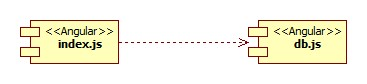 <<Angular>>
index.js
<<Angular>>
db.js